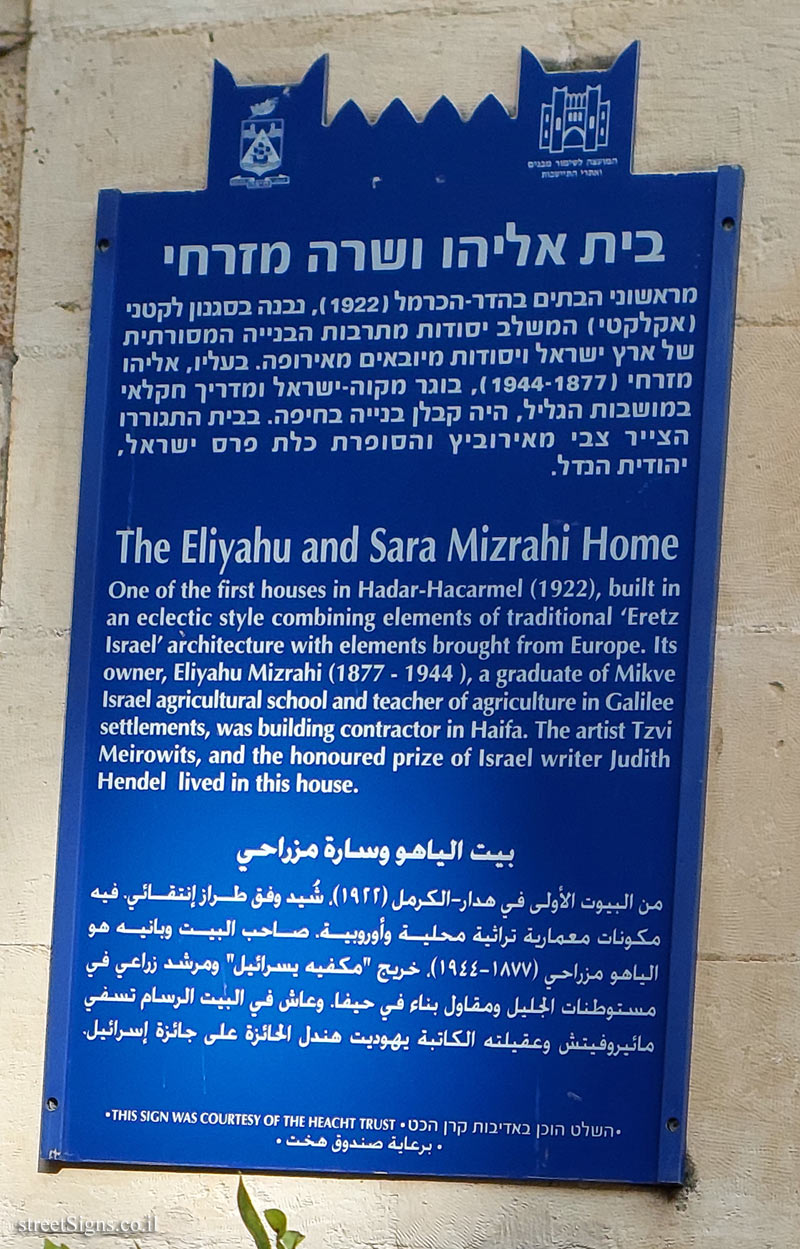 המועצה לשימור מבנים
ואתרי התיישבות
בית אליהו ושרה מזרחי
מראשוני הבתים בהדר-הכרמל (1922), נבנה בסגנון לקטני
(אקלקטי) המשלב יסודות מתרבות הבנייה המסורתית
של ארץ ישראל ויסודות מיובאים מאירופה. בעליו, אליהו
מזרחי (1944-1877), בוגר מקוה-ישראל ומדריך חקלאי
במושבות הגליל, היה קבלן בנייה בחיפה. בבית התגוררו
הצייר צבי מאירוביץ והסופרת כלת פרס ישראל,
יהודית הנדל.
The Eliyahu and Sara Mizrahi Home
One of the first houses in Hadar-Hacarmel (1922), built in
an eclectic style combining elements of traditional ‘Eretz
Israel’ architecture with elements brought from Europe. Its
owner, Eliyahu Mizrahi (1877 - 1944 ), a graduate of Mikve
Israel agricultural school and teacher of agriculture in Galilee
settlements, was building contractor in Haifa. The artist Tzvi
Meirowits, and the honoured prize of Israel writer Judith
Hendel lived in this house.
بيت الياهو وسارة مزراحي
من البيوت الأولى في هدار-الكرمل (١٩٢٢). شُيد وفق طراز إنتقائي. فيه
مكونات معمارية تراثية محلية وأوروبية. صاحب البيت وبانيه هو
الياهو مزراحي (١٨٧٧-١٩٤٤). خريج "مكفيه يسرائيل" ومرشد زراعي في
مستوطنات الجليل ومقاول بناء في حيفا. وعاش في البيت الرسام تسفي
مائيروفيتش وعقيلته الكاتبة يهوديت هندل الحائزة على جائزة إسرائيل.
•THIS SIGN WAS COURTESY OF THE HEACHT TRUST • השלט הוכן באדיבות קרן הכט•
• برعاية صندوق هخت •
streetSigns.co.il